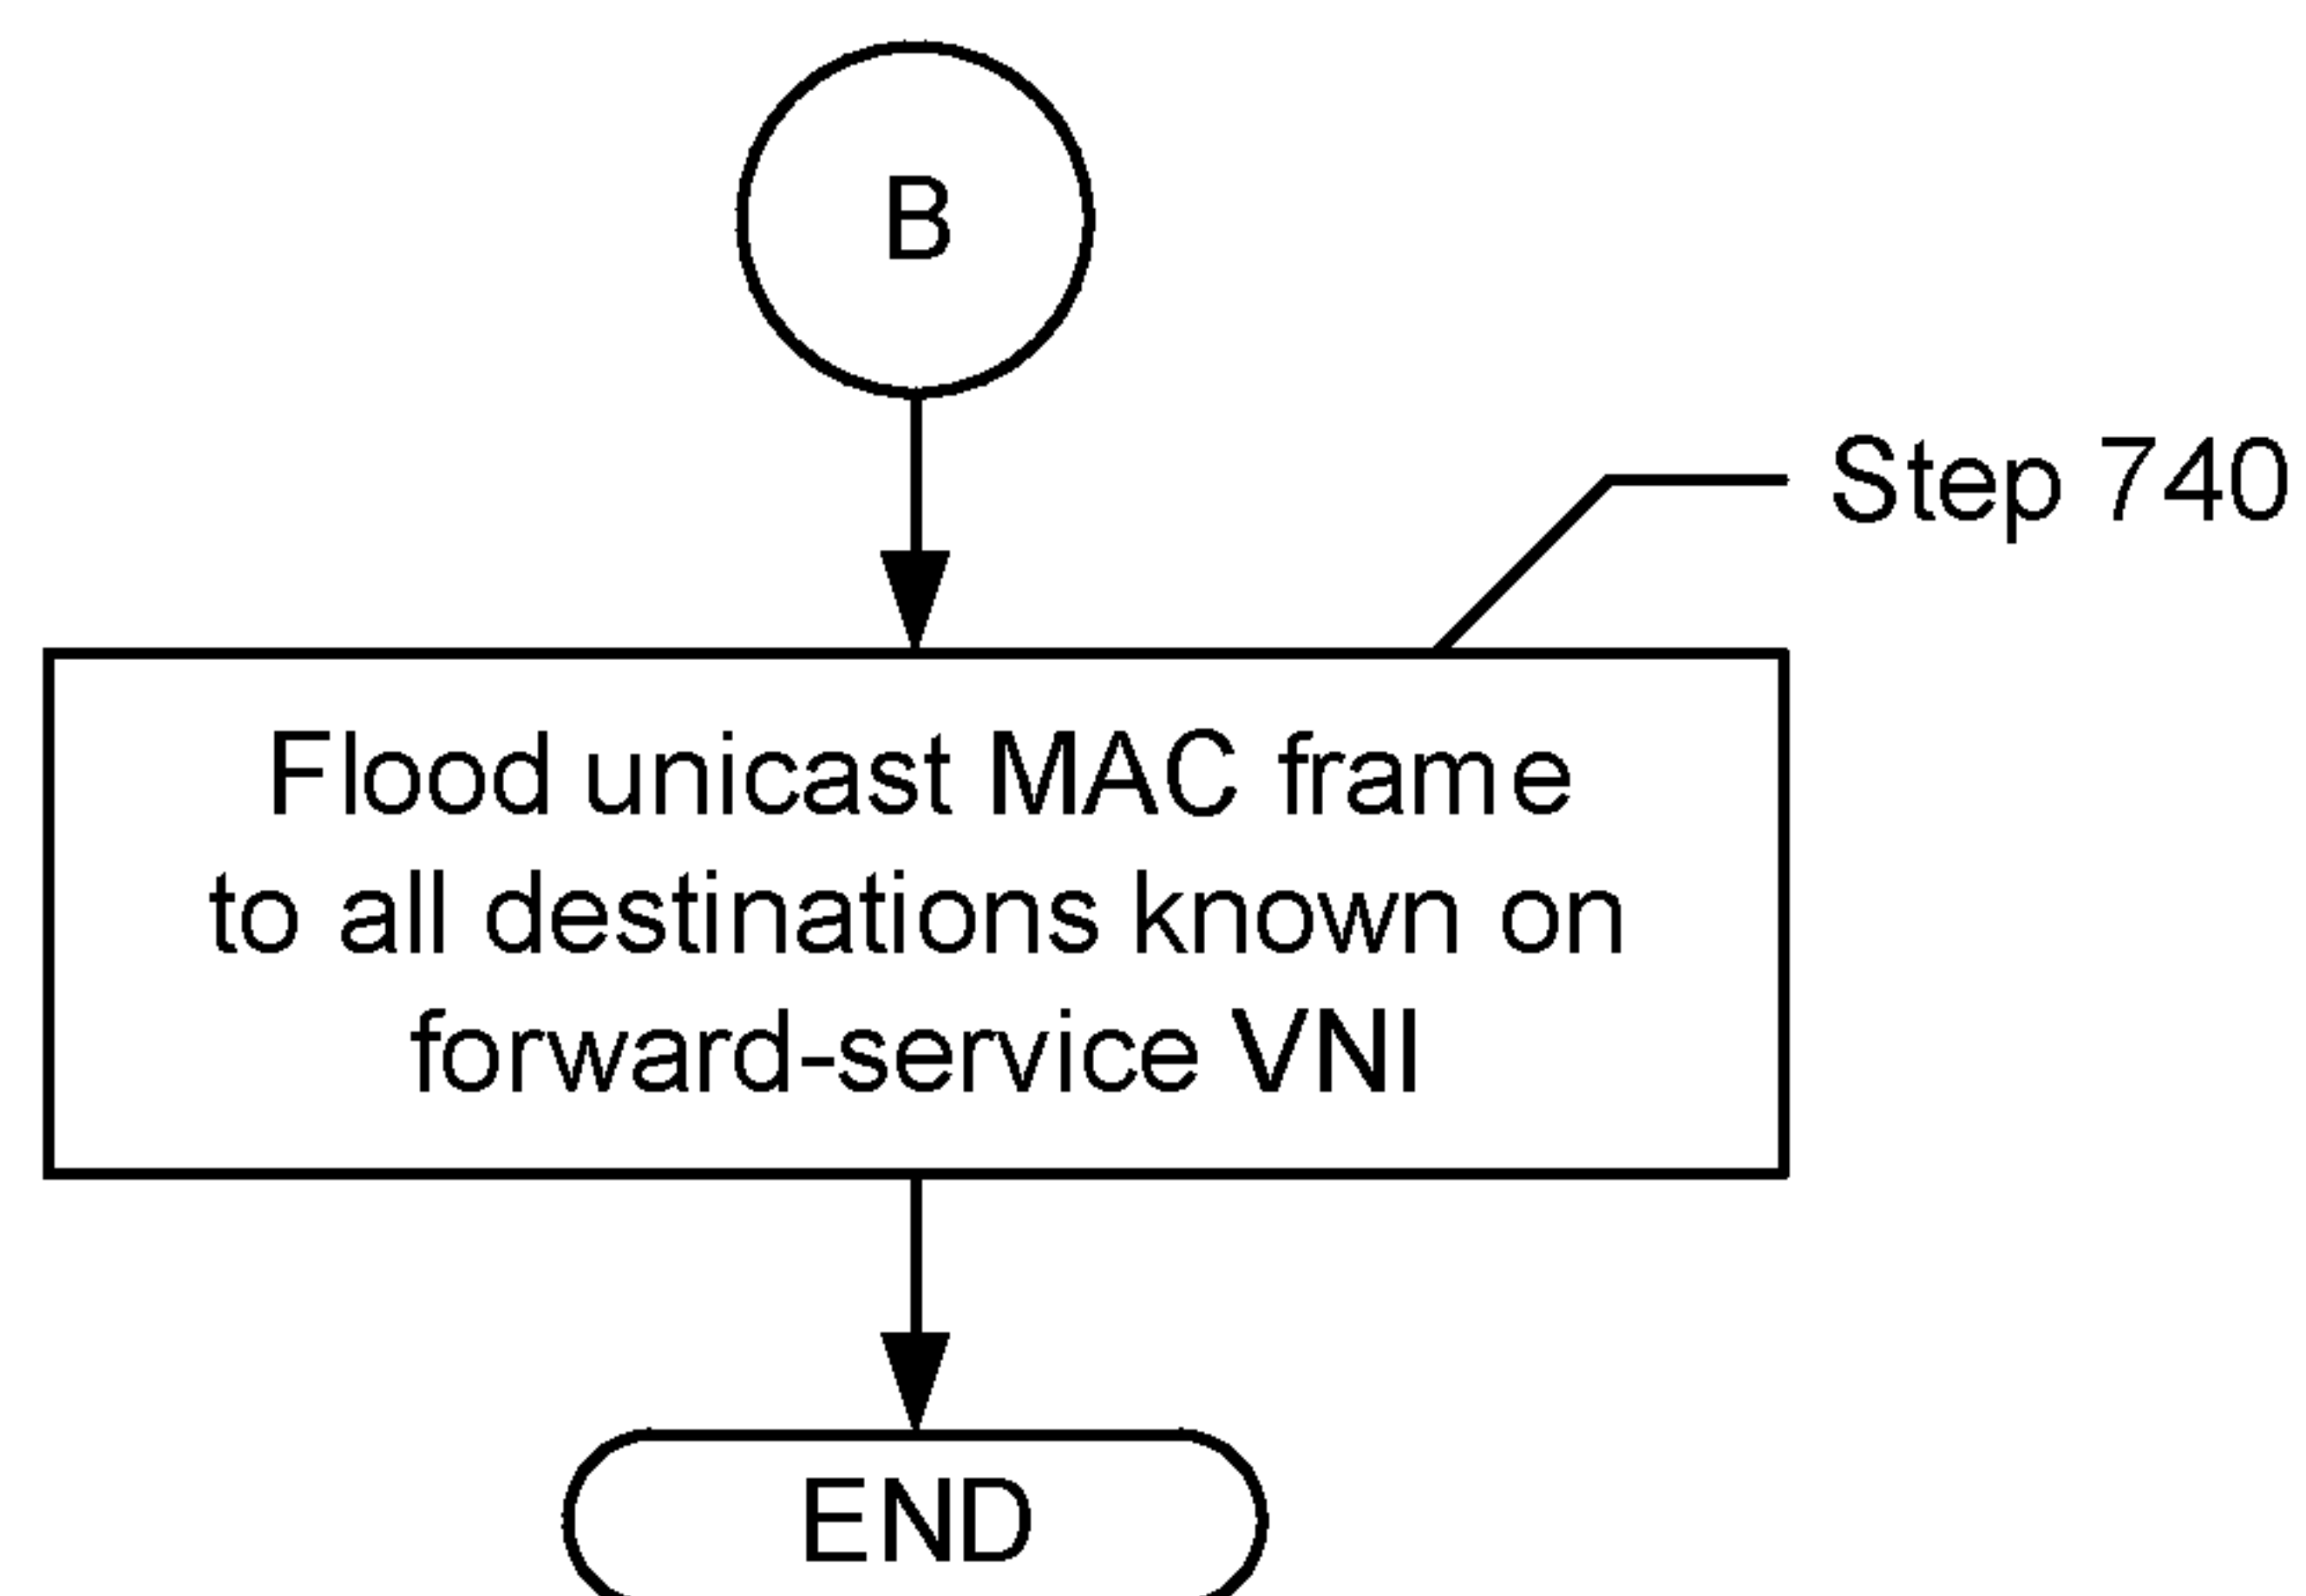 B
Step 740
Flood unicast MAC frame
to all destinations known on
forward-service VNI
END